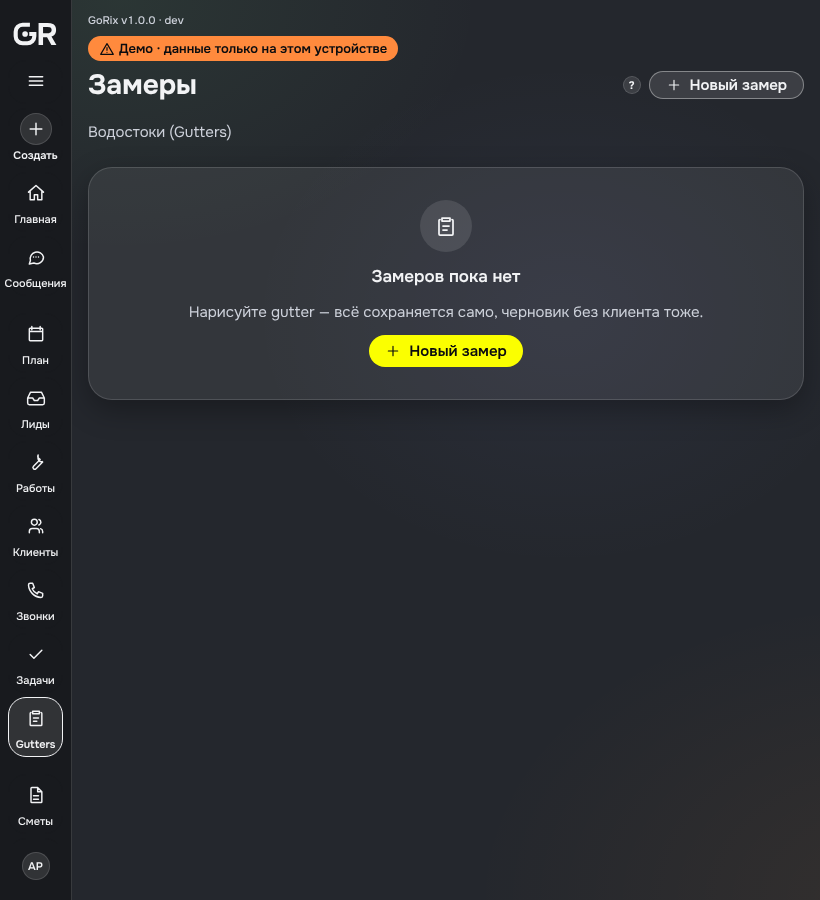 GR
GoRix v1.0.0 · dev
Демо · данные только на этом устройстве
Замеры
?
Новый замер
Водостоки (Gutters)
Замеров пока нет
Нарисуйте gutter — всё сохраняется само, черновик без клиента тоже.
Новый замер
Создать
Главная
Сообщения
План
Лиды
Работы
Клиенты
Звонки
Задачи
Gutters
Сметы
AP